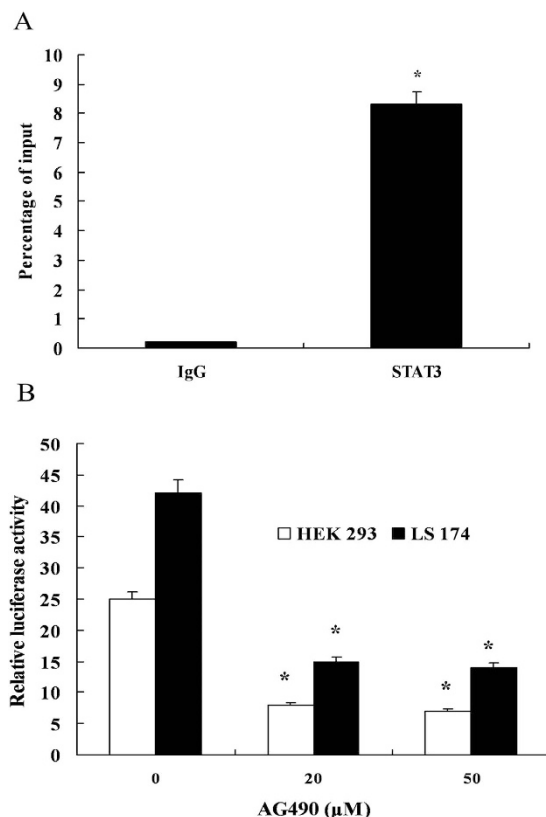 A
10
9
8
7
6
5
4
3
2
1
0
Percentage of input
*
IgG STAT3
B
50
45
40
35
30
25
20
15
10
5
0
Relative luciferase activity
HEK 293 LS 174
* * * *
0 20 50
AG490 (µM)